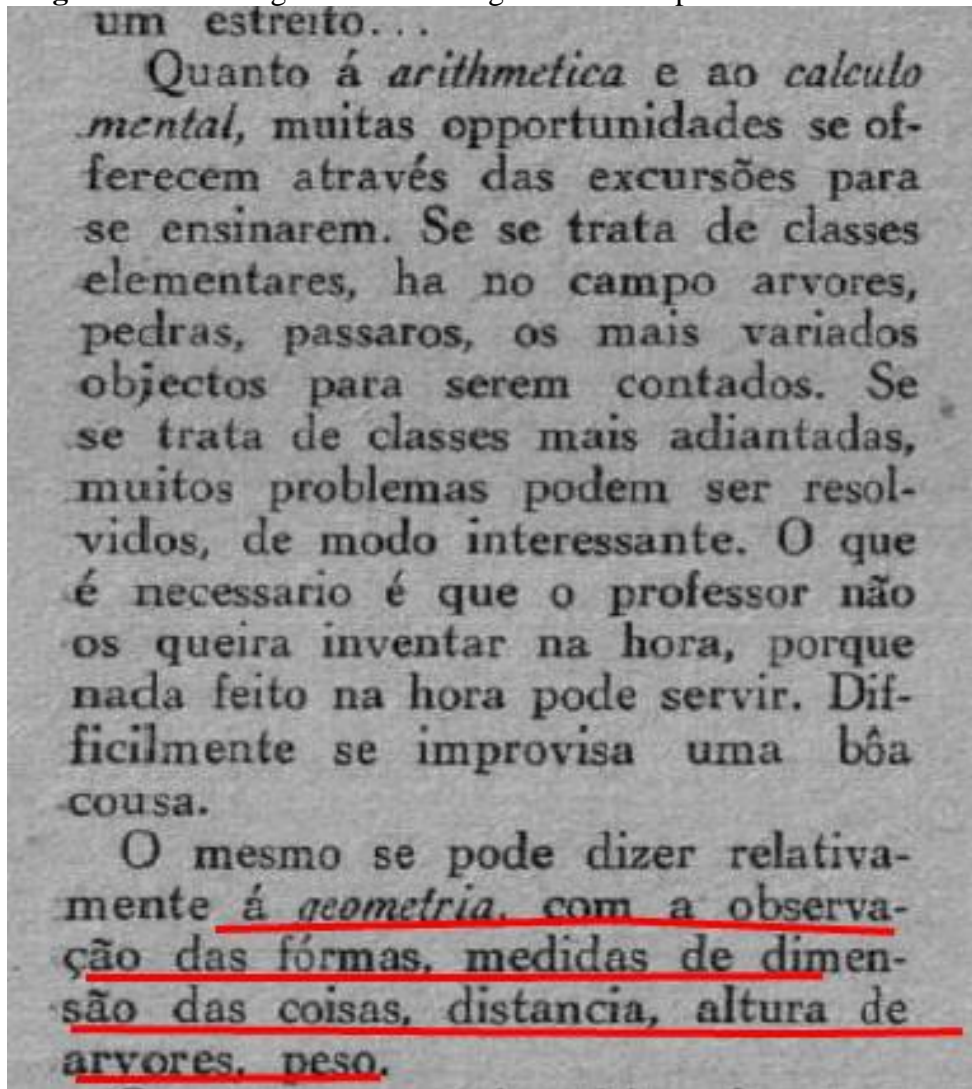 um estreito...
Quanto á arithmetica e ao calculo
mental, muitas opportunidades se of-
ferecem através das excursões para
se ensinarem. Se se trata de classes
elementares, ha no campo arvores,
pedras, passaros, os mais variados
objectos para serem contados. Se
se trata de classes mais adiantadas,
muitos problemas podem ser resol-
vidos, de modo interessante. O que
é necessario é que o professor não
os queira inventar na hora, porque
nada feito na hora pode servir. Dif-
ficilmente se improvisa uma bôa
cousa.
O mesmo se pode dizer relativa-
mente á geometria, com a observa-
ção das fórmas, medidas de dimen-
são das coisas, distancia, altura de
arvores, peso.